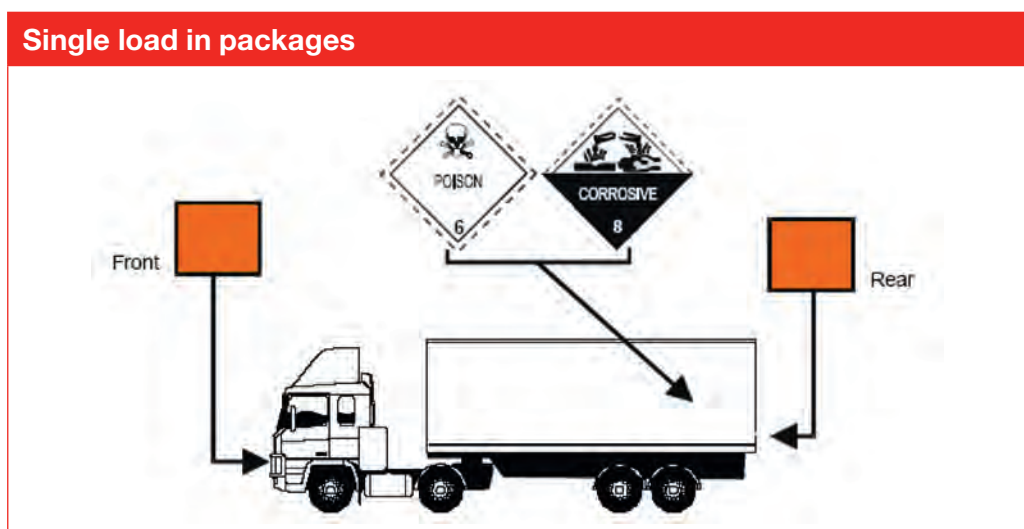 Single load in packages
POISON
6
CORROSIVE
8
Front
Rear